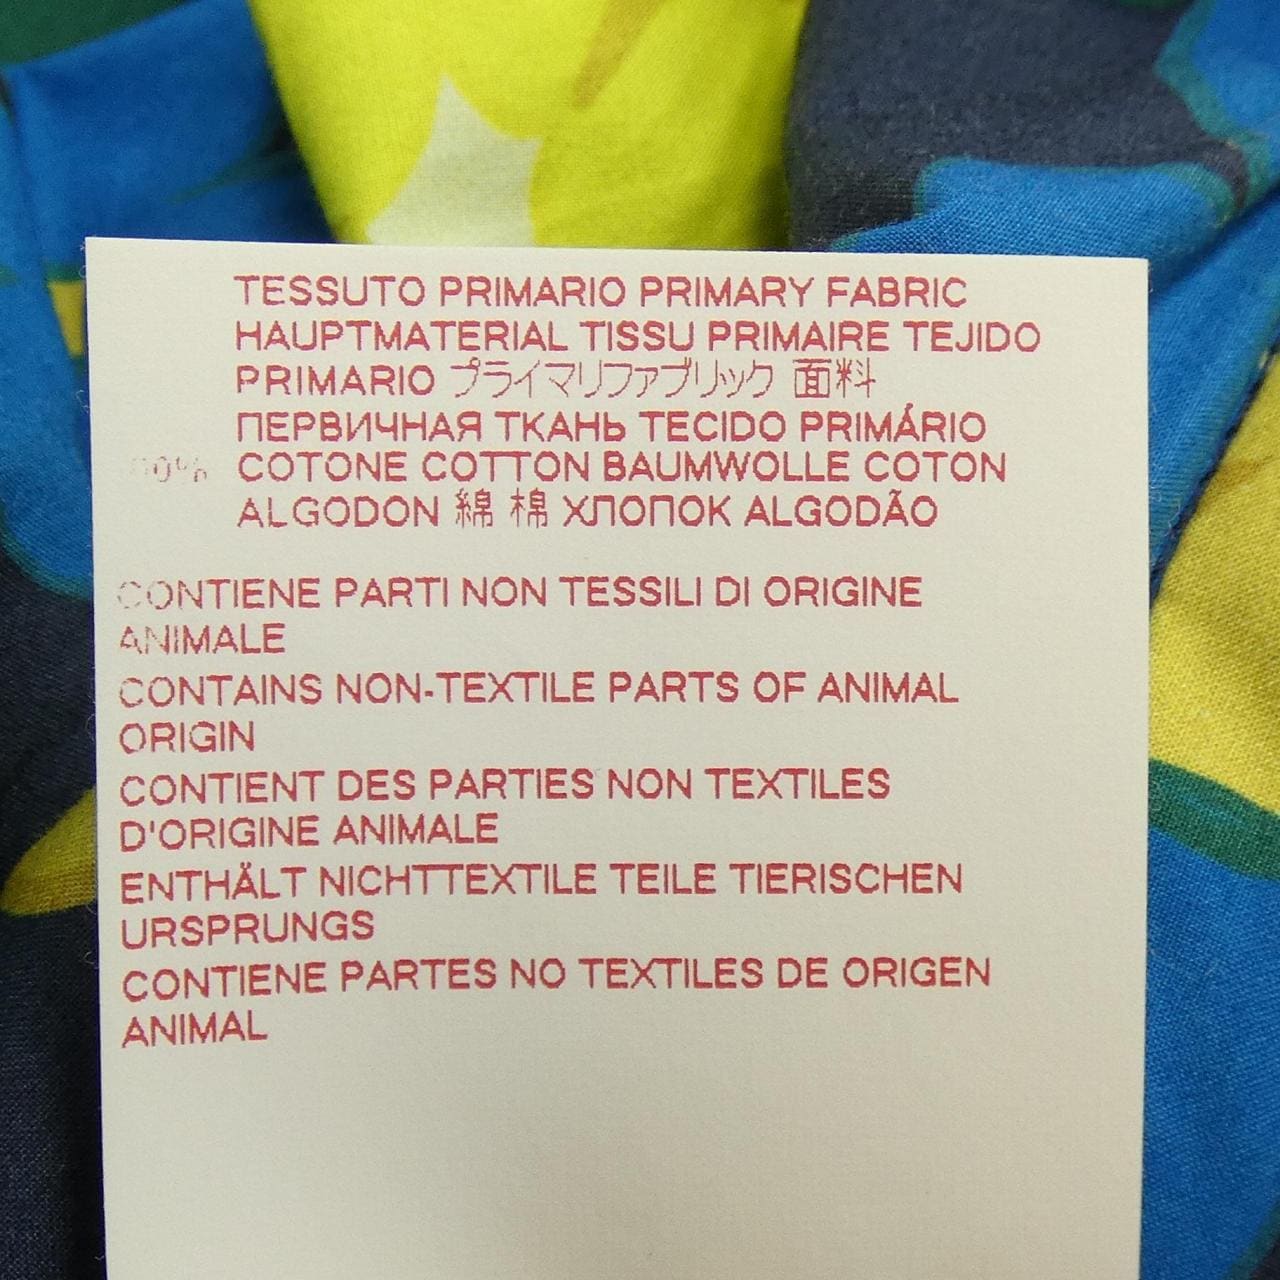 TESSUTO PRIMARIO PRIMARY FABRIC
HAUPTMATERIAL TISSU PRIMAIRE TEJIDO
PRIMARIO プライマリファブリック 面料
ПЕРВИЧНАЯ ТКАНЬ TECIDO PRIMÁRIO
COTONE COTTON BAUMWOLLE COTON
ALGODON 綿 棉 ХЛОПОК ALGODÃO
CONTIENE PARTI NON TESSILI DI ORIGINE
ANIMALE
CONTAINS NON-TEXTILE PARTS OF ANIMAL
ORIGIN
CONTIENT DES PARTIES NON TEXTILES
D'ORIGINE ANIMALE
ENTHÄLT NICHTTEXTILE TEILE TIERISCHEN
URSPRUNGS
CONTIENE PARTES NO TEXTILES DE ORIGEN
ANIMAL